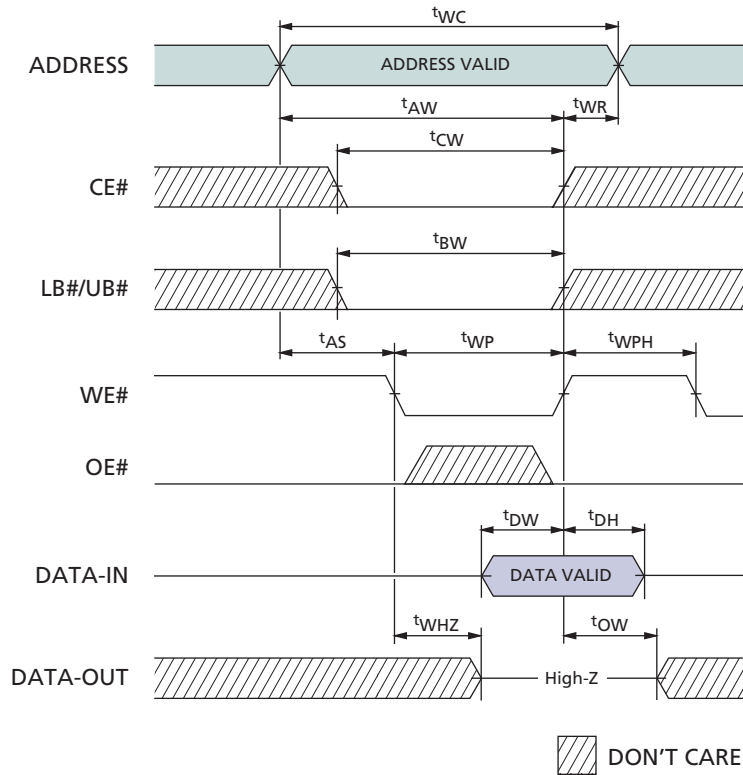 tWC
ADDRESS
ADDRESS VALID
tAW
tWR
tCW
CE#
tBW
LB#/UB#
tAS
tWP
tWPH
WE#
OE#
tDW
tDH
DATA-IN
DATA VALID
tWHZ
tOW
DATA-OUT
High-Z
DON'T CARE